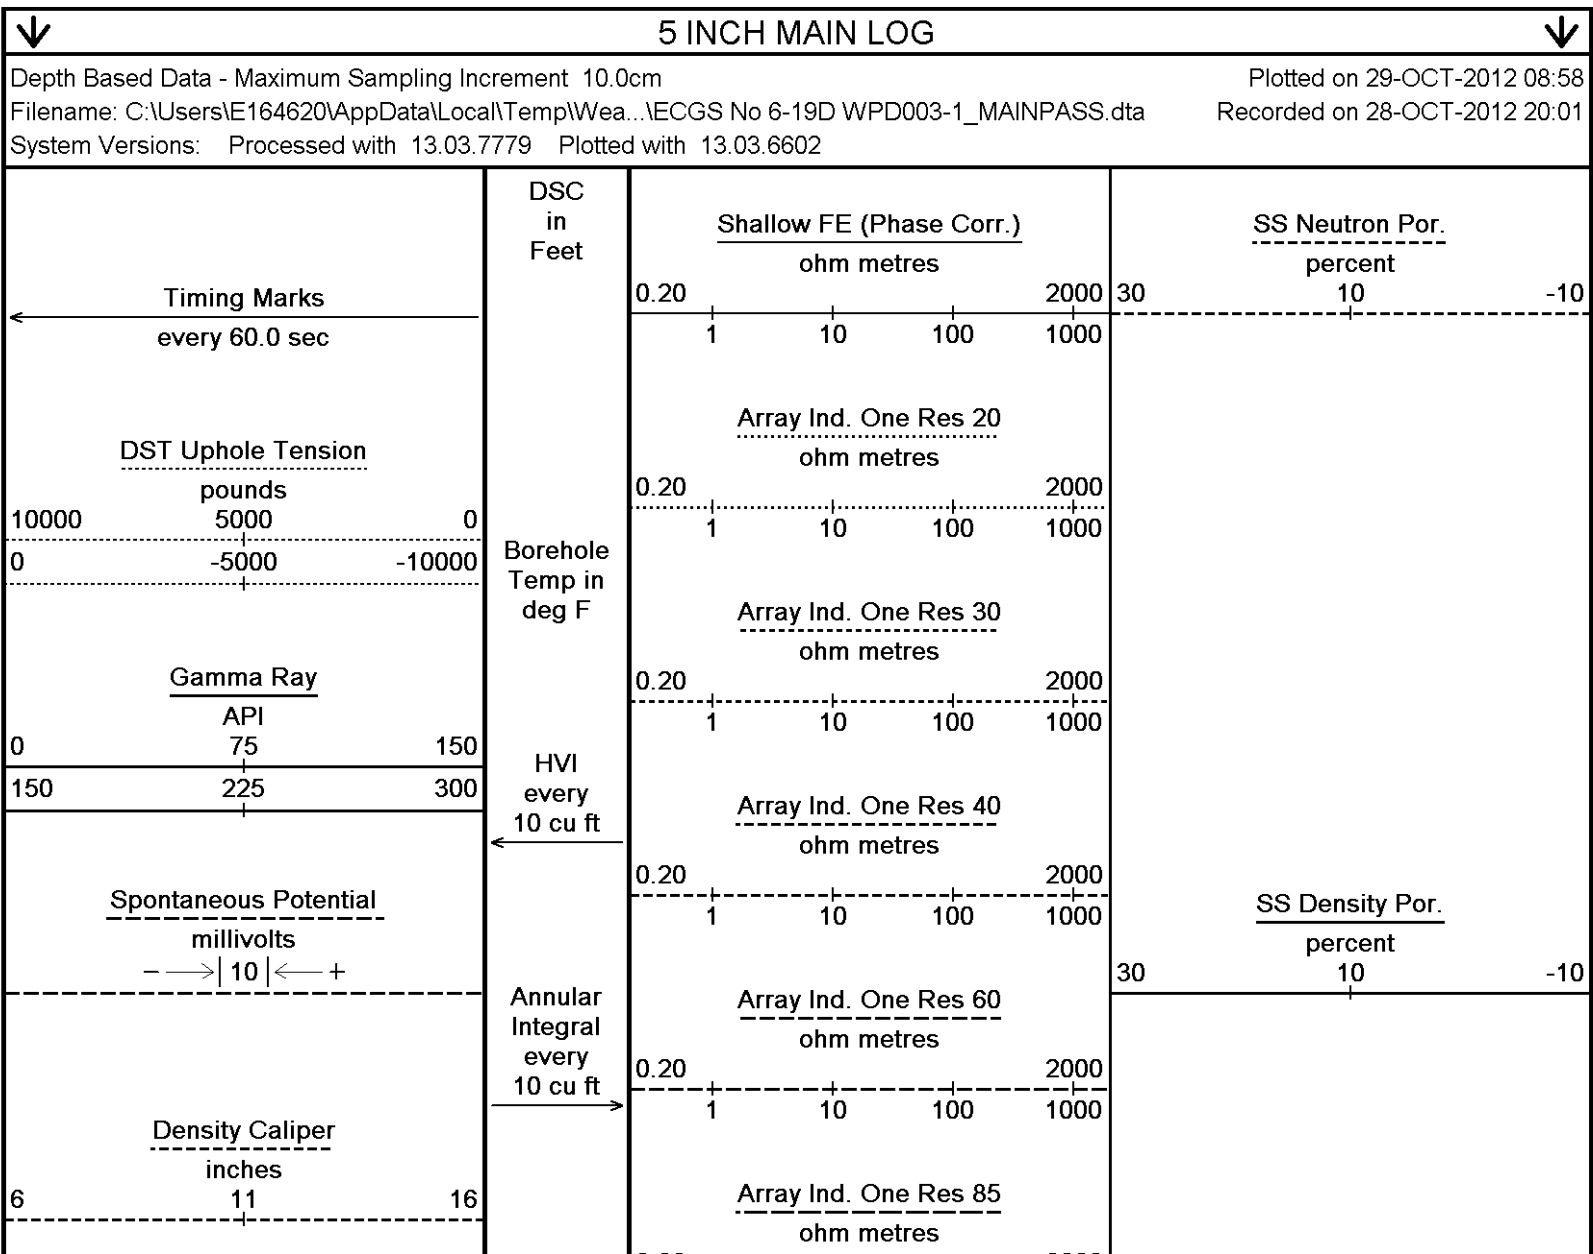 5 INCH MAIN LOG
Depth Based Data - Maximum Sampling Increment 10.0cm
Plotted on 29-OCT-2012 08:58
Filename: C:\Users\E164620\AppData\Local\Temp\Wea...\ECGS No 6-19D WPD003-1_MAINPASS.dta
Recorded on 28-OCT-2012 20:01
System Versions: Processed with 13.03.7779 Plotted with 13.03.6602
Timing Marks
every 60.0 sec
DST Uphole Tension
pounds
10000 5000 0
0 -5000 -10000
Gamma Ray
API
0 75 150
150 225 300
Spontaneous Potential
millivolts
− 10 +
Density Caliper
inches
6 11 16
DSC
in
Feet
Borehole
Temp in
deg F
HVI
every
10 cu ft
Annular
Integral
every
10 cu ft
Shallow FE (Phase Corr.)
ohm metres
0.20 2000
1 10 100 1000
Array Ind. One Res 20
ohm metres
0.20 2000
1 10 100 1000
Array Ind. One Res 30
ohm metres
0.20 2000
1 10 100 1000
Array Ind. One Res 40
ohm metres
0.20 2000
1 10 100 1000
Array Ind. One Res 60
ohm metres
0.20 2000
1 10 100 1000
Array Ind. One Res 85
ohm metres
SS Neutron Por.
percent
30 10 -10
SS Density Por.
percent
30 10 -10